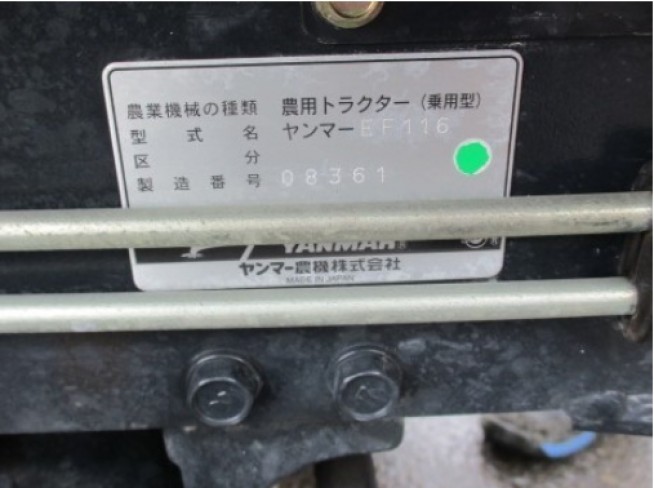 農業機械の種類 農用トラクター（乗用型）
型式名 ヤンマーEF116
区分
製造番号 08361
YANMAR
ヤンマー農機株式会社
MADE IN JAPAN